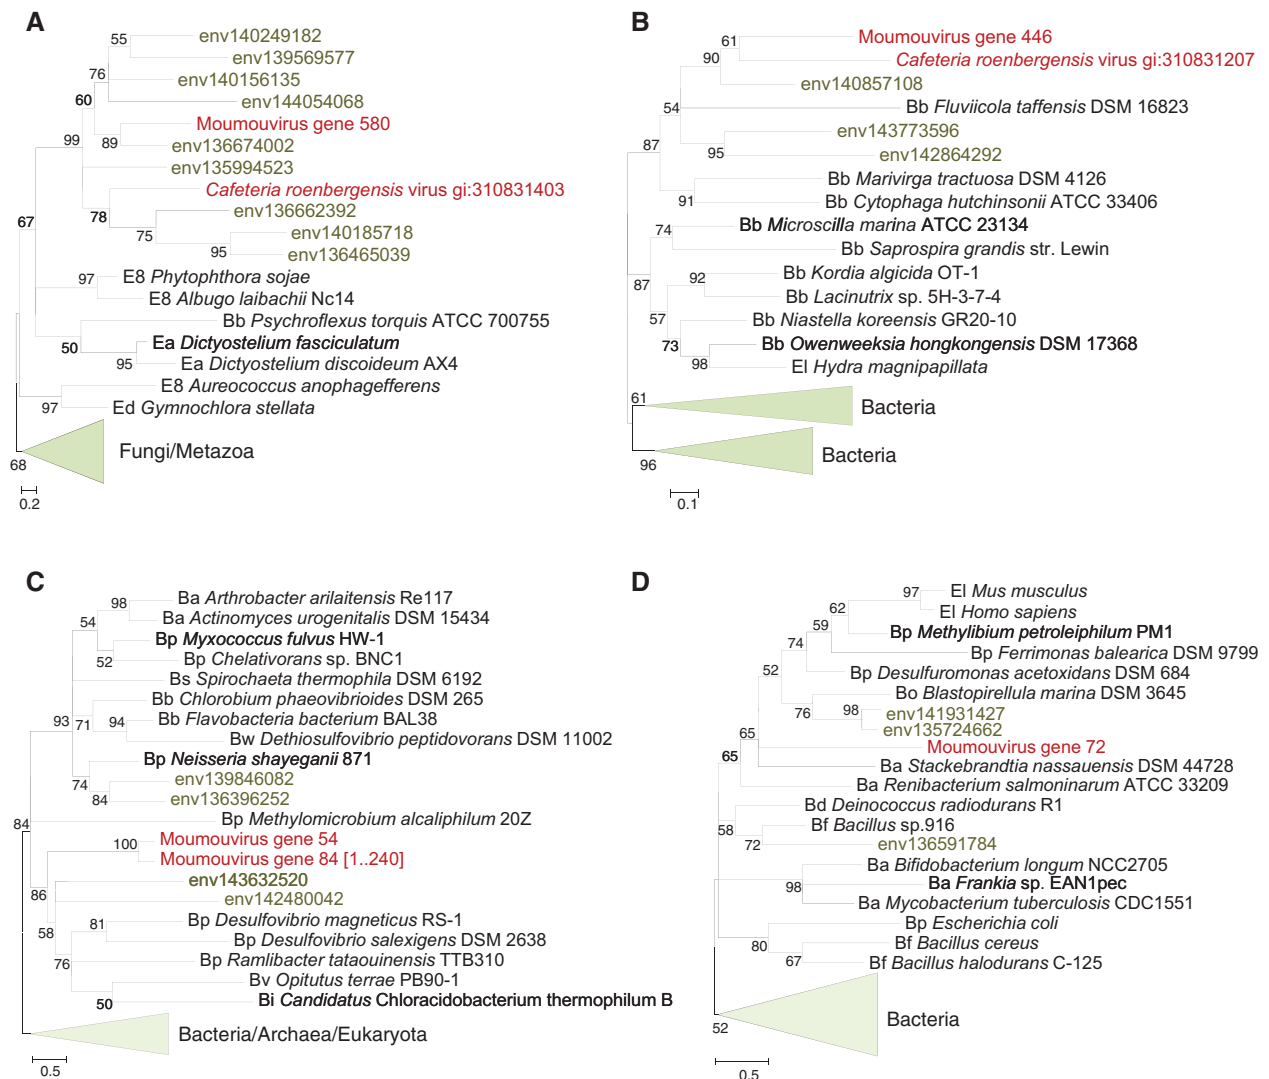 A
55
env140249182
env139569577
76
env140156135
60
env144054068
Moumouvirus gene 580
99
89
env136674002
env135994523
Cafeteria roenbergensis virus gi:310831403
67
78
env136662392
75
env140185718
95
env136465039
97
E8 Phytophthora sojae
E8 Albugo laibachii Nc14
Bb Psychroflexus torquis ATCC 700755
50
Ea Dictyostelium fasciculatum
95
Ea Dictyostelium discoideum AX4
E8 Aureococcus anophagefferens
97
Ed Gymnochlora stellata
Fungi/Metazoa
68
0.2
B
61
Moumouvirus gene 446
90
Cafeteria roenbergensis virus gi:310831207
env140857108
54
Bb Fluviicola taffensis DSM 16823
env143773596
87
95
env142864292
Bb Marivirga tractuosa DSM 4126
91
Bb Cytophaga hutchinsonii ATCC 33406
74
Bb Microscilla marina ATCC 23134
Bb Saprospira grandis str. Lewin
87
92
Bb Kordia algicida OT-1
Bb Lacinutrix sp. 5H-3-7-4
57
Bb Niastella koreensis GR20-10
73
Bb Owenweeksia hongkongensis DSM 17368
98
El Hydra magnipapillata
61
Bacteria
Bacteria
96
0.1
C
98
Ba Arthrobacter arilaitensis Re117
54
Ba Actinomyces urogenitalis DSM 15434
Bp Myxococcus fulvus HW-1
52
Bp Chelativorans sp. BNC1
Bs Spirochaeta thermophila DSM 6192
Bb Chlorobium phaeovibrioides DSM 265
93
71
94
Bb Flavobacteria bacterium BAL38
Bw Dethiosulfovibrio peptidovorans DSM 11002
Bp Neisseria shayeganii 871
74
env139846082
84
env136396252
84
Bp Methylomicrobium alcaliphilum 20Z
100
Moumouvirus gene 54
Moumouvirus gene 84 [1..240]
86
env143632520
env142480042
58
81
Bp Desulfovibrio magneticus RS-1
Bp Desulfovibrio salexigens DSM 2638
76
Bp Ramlibacter tataouinensis TTB310
Bv Opitutus terrae PB90-1
50
Bi Candidatus Chloracidobacterium thermophilum B
Bacteria/Archaea/Eukaryota
0.5
D
97
El Mus musculus
62
El Homo sapiens
59
Bp Methylibium petroleiphilum PM1
74
Bp Ferrimonas balearica DSM 9799
52
Bp Desulfuromonas acetoxidans DSM 684
Bo Blastopirellula marina DSM 3645
76
98
env141931427
env135724662
65
Moumouvirus gene 72
65
Ba Stackebrandtia nassauensis DSM 44728
Ba Renibacterium salmoninarum ATCC 33209
Bd Deinococcus radiodurans R1
58
Bf Bacillus sp.916
72
env136591784
Ba Bifidobacterium longum NCC2705
98
Ba Frankia sp. EAN1pec
Ba Mycobacterium tuberculosis CDC1551
Bp Escherichia coli
80
Bf Bacillus cereus
67
Bf Bacillus halodurans C-125
Bacteria
52
0.5